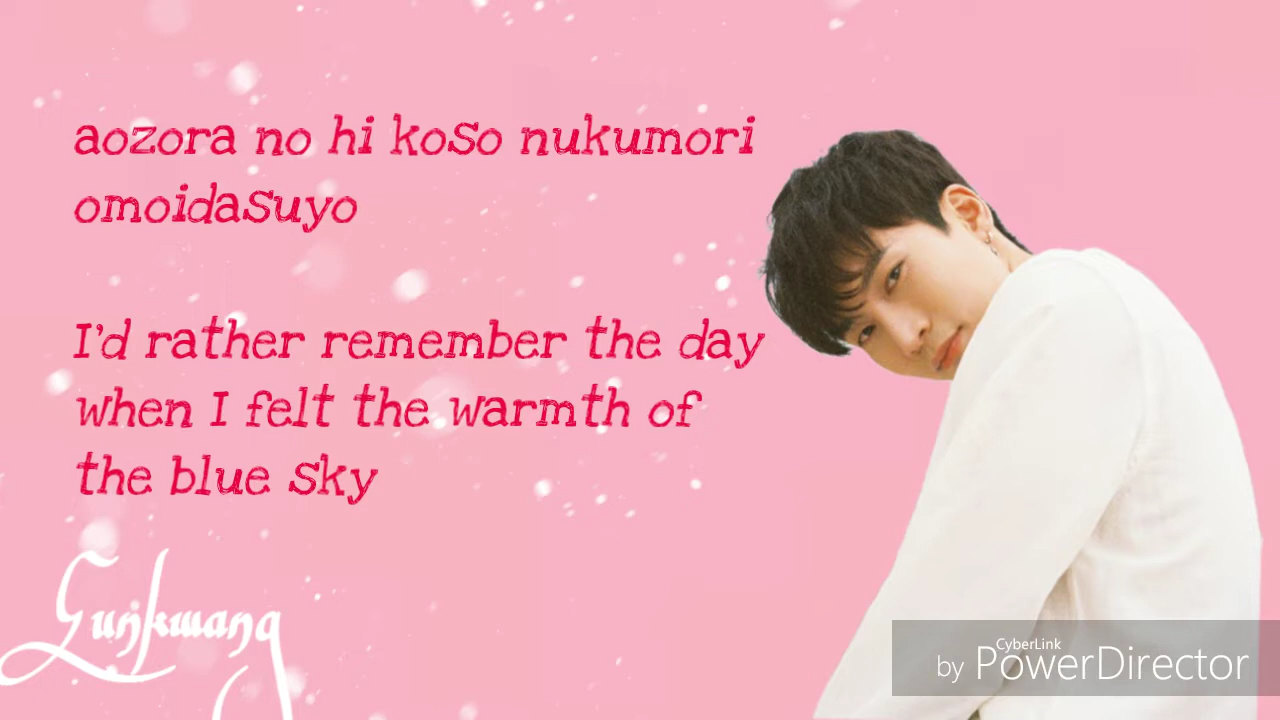 aozora no hi koso nukumori
omoidasuyo
I'd rather remember the day
when I felt the warmth of
the blue sky
Gunkwang
CyberLink
by PowerDirector